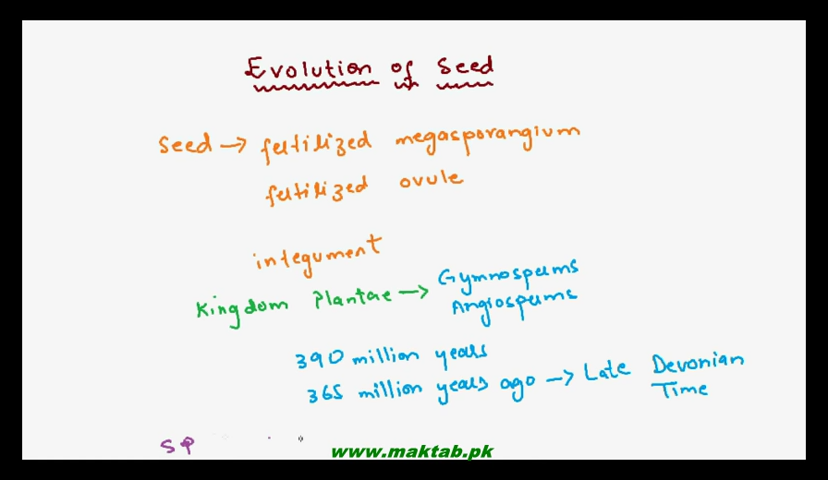 Evolution of Seed
Seed → fertilized megasporangium
fertilized ovule
integument
Kingdom Plantae → Gymnosperms
Angiosperms
390 million years
365 million years ago → Late Devonian
Time
SP
www.maktab.pk